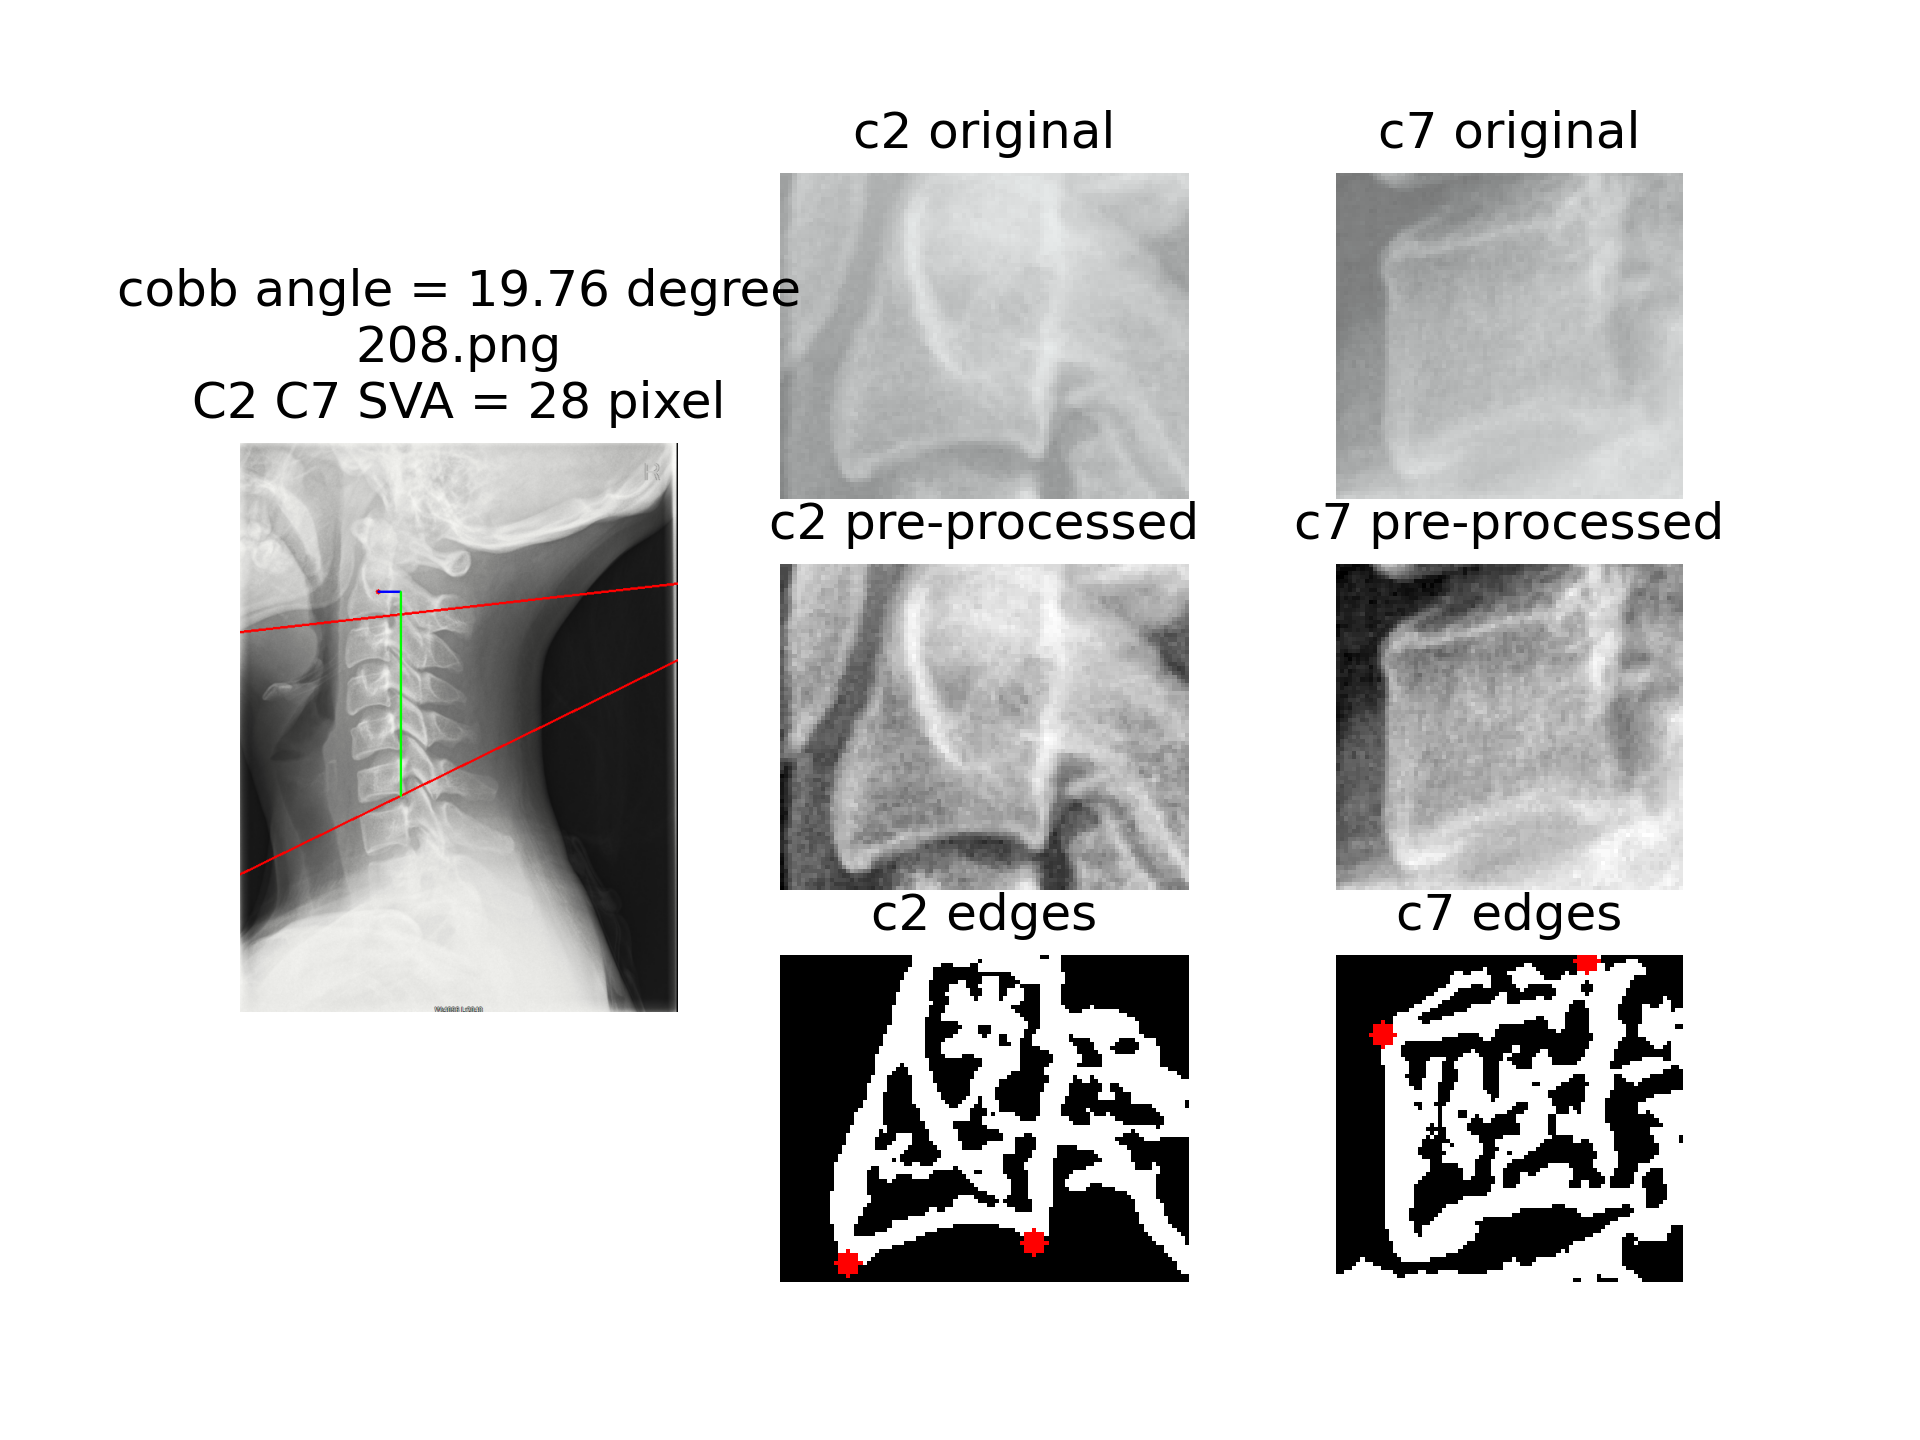 cobb angle = 19.76 degree
208.png
C2 C7 SVA = 28 pixel
R
c2 original
c7 original
c2 pre-processed
c7 pre-processed
c2 edges
c7 edges